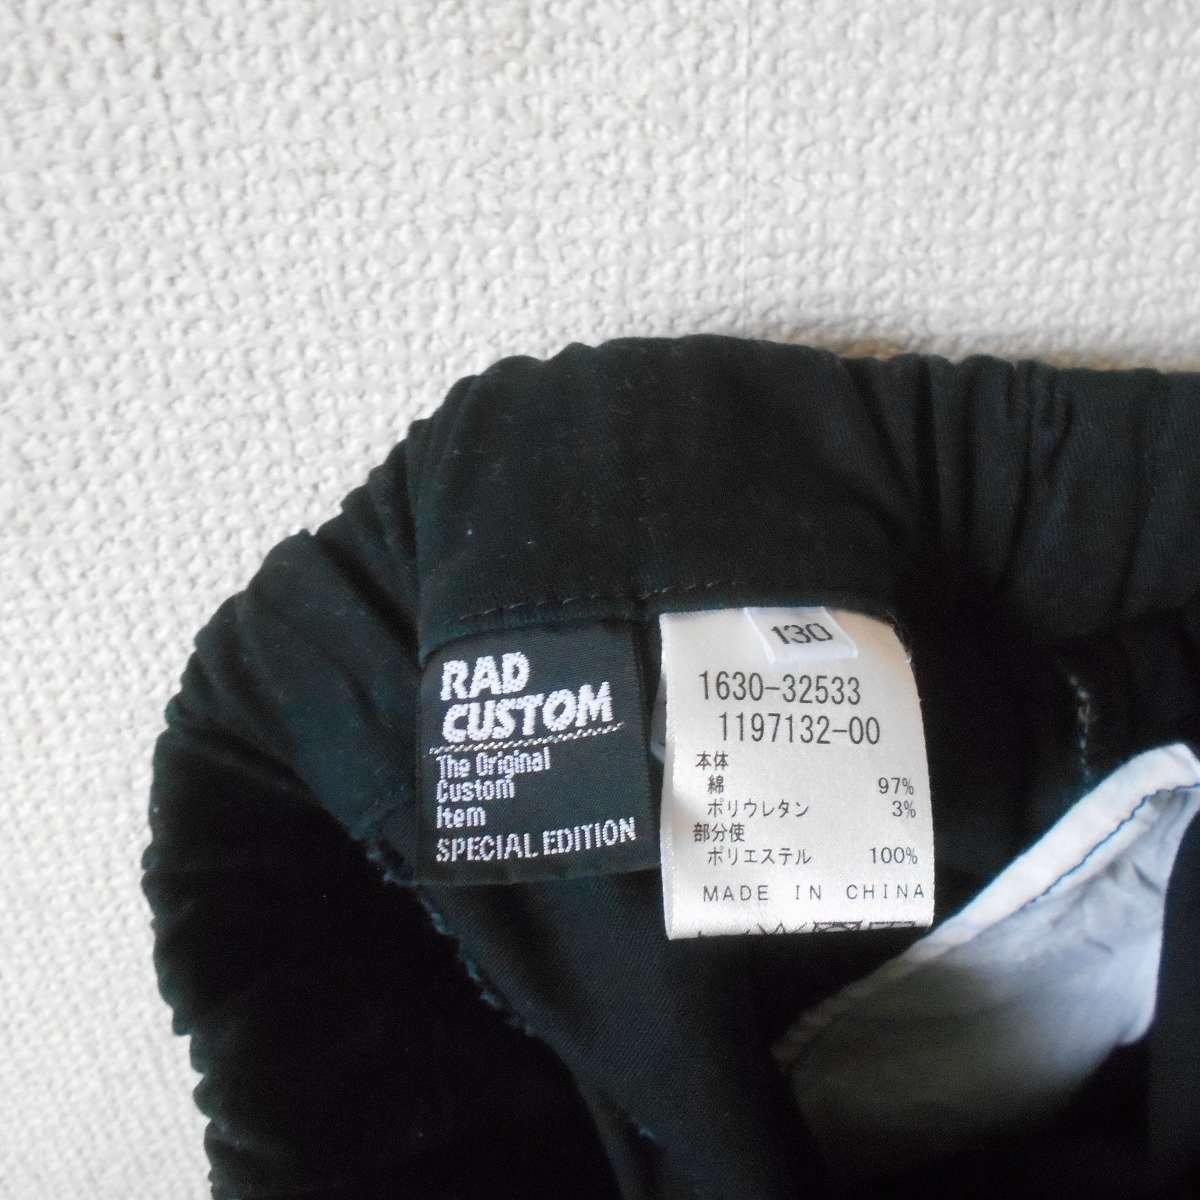 RAD
CUSTOM
The Original
Custom
Item
SPECIAL EDITION
130
1630-32533
1197132-00
本体
綿 97%
ポリウレタン 3%
部分使
ポリエステル 100%
MADE IN CHINA